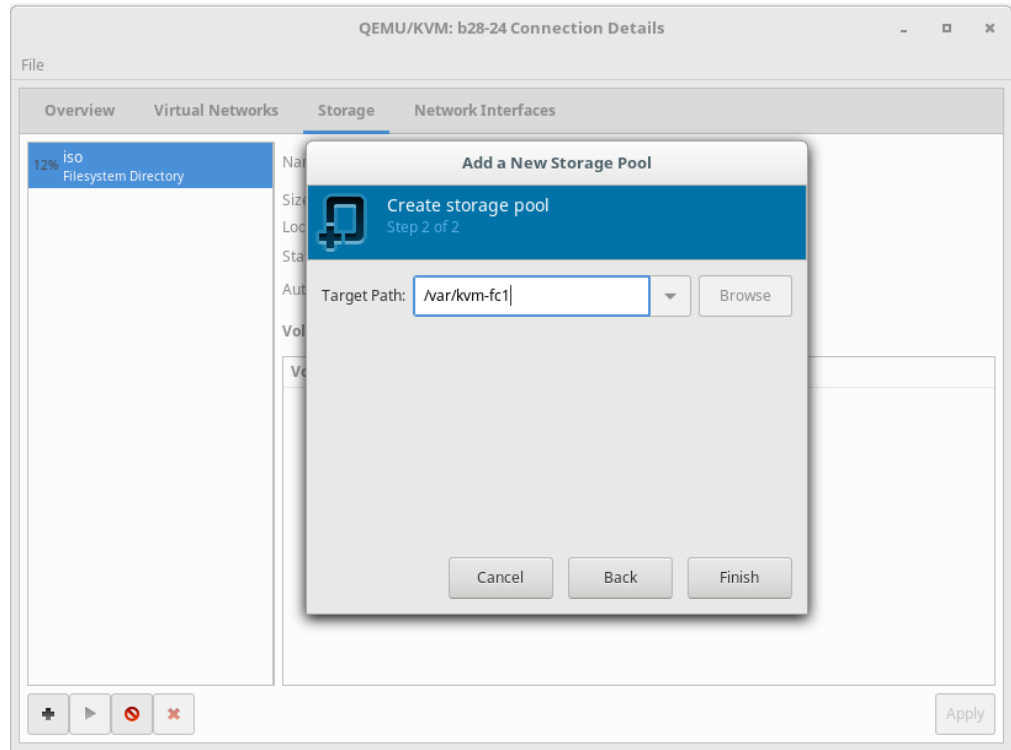 QEMU/KVM: b28-24 Connection Details
File
Overview Virtual Networks Storage Network Interfaces
12% iso
Filesystem Directory
Add a New Storage Pool
Create storage pool
Step 2 of 2
Target Path: /var/kvm-fc1 Browse
Cancel Back Finish
Apply